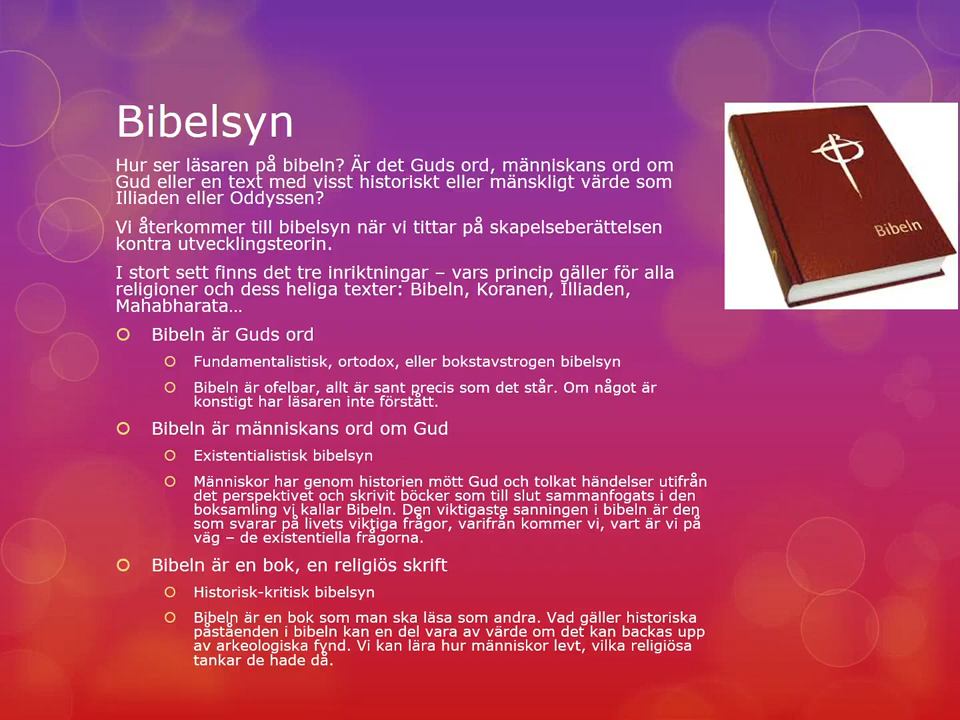 Bibelsyn
Hur ser läsaren på bibeln? Är det Guds ord, människans ord om
Gud eller en text med visst historiskt eller mänskligt värde som
Illiaden eller Oddyssen?
Vi återkommer till bibelsyn när vi tittar på skapelseberättelsen
kontra utvecklingsteorin.
I stort sett finns det tre inriktningar – vars princip gäller för alla
religioner och dess heliga texter: Bibeln, Koranen, Illiaden,
Mahabharata…
Bibeln är Guds ord
Fundamentalistisk, ortodox, eller bokstavstrogen bibelsyn
Bibeln är ofelbar, allt är sant precis som det står. Om något är
konstigt har läsaren inte förstått.
Bibeln är människans ord om Gud
Existentialistisk bibelsyn
Människor har genom historien mött Gud och tolkat händelser utifrån
det perspektivet och skrivit böcker som till slut sammanfogats i den
boksamling vi kallar Bibeln. Den viktigaste sanningen i bibeln är den
som svarar på livets viktiga frågor, varifrån kommer vi, vart är vi på
väg – de existentiella frågorna.
Bibeln är en bok, en religiös skrift
Historisk-kritisk bibelsyn
Bibeln är en bok som man ska läsa som andra. Vad gäller historiska
påståenden i bibeln kan en del vara av värde om det kan backas upp
av arkeologiska fynd. Vi kan lära hur människor levt, vilka religiösa
tankar de hade då.
Bibeln